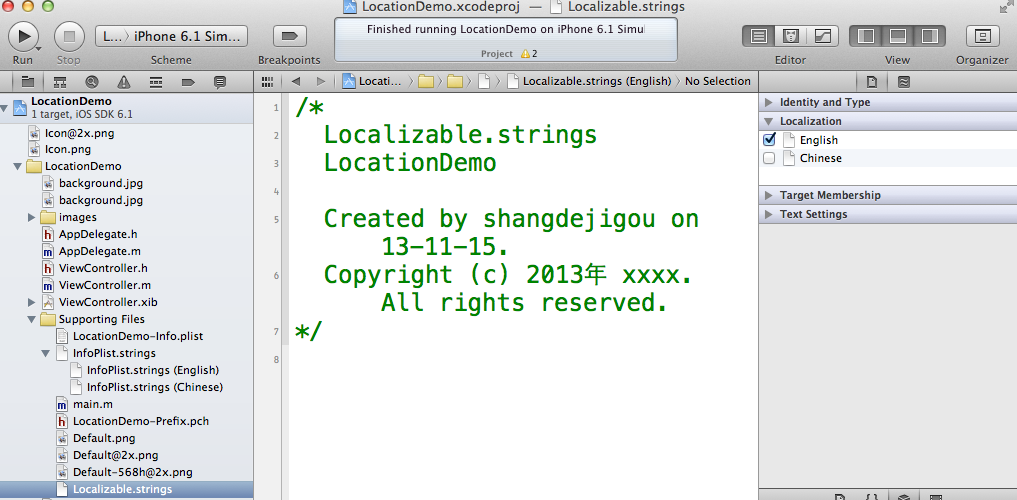 LocationDemo.xcodeproj — Localizable.strings
L... 〉 iPhone 6.1 Sim...
Finished running LocationDemo on iPhone 6.1 Simu
Project 2
Run Stop Scheme Breakpoints Editor View Organizer
Locati... 〉 Localizable.strings (English) 〉 No Selection
LocationDemo
1 target, iOS SDK 6.1
Icon@2x.png
Icon.png
LocationDemo
background.jpg
background.jpg
images
AppDelegate.h
AppDelegate.m
ViewController.h
ViewController.m
ViewController.xib
Supporting Files
LocationDemo-Info.plist
InfoPlist.strings
InfoPlist.strings (English)
InfoPlist.strings (Chinese)
main.m
LocationDemo-Prefix.pch
Default.png
Default@2x.png
Default-568h@2x.png
Localizable.strings
1 /*
2 Localizable.strings
3 LocationDemo
4
5 Created by shangdejigou on
13-11-15.
6 Copyright (c) 2013年 xxxx.
All rights reserved.
7 */
8
Identity and Type
Localization
English
Chinese
Target Membership
Text Settings